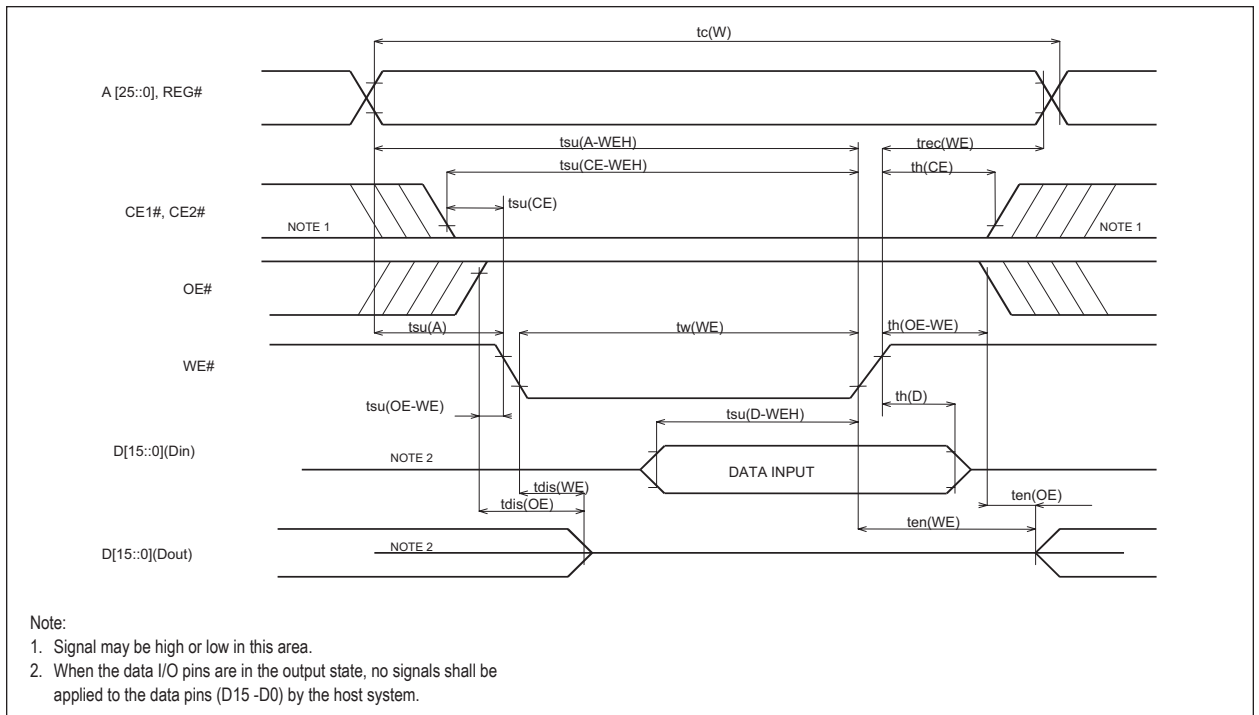 tc(W)
A [25::0], REG#
tsu(A-WEH)
trec(WE)
tsu(CE-WEH)
th(CE)
tsu(CE)
CE1#, CE2#
NOTE 1
NOTE 1
OE#
tsu(A)
tw(WE)
th(OE-WE)
WE#
tsu(OE-WE)
tsu(D-WEH)
th(D)
D[15::0](Din)
NOTE 2
DATA INPUT
tdis(WE)
tdis(OE)
ten(WE)
ten(OE)
D[15::0](Dout)
NOTE 2
Note:
1. Signal may be high or low in this area.
2. When the data I/O pins are in the output state, no signals shall be
applied to the data pins (D15 -D0) by the host system.